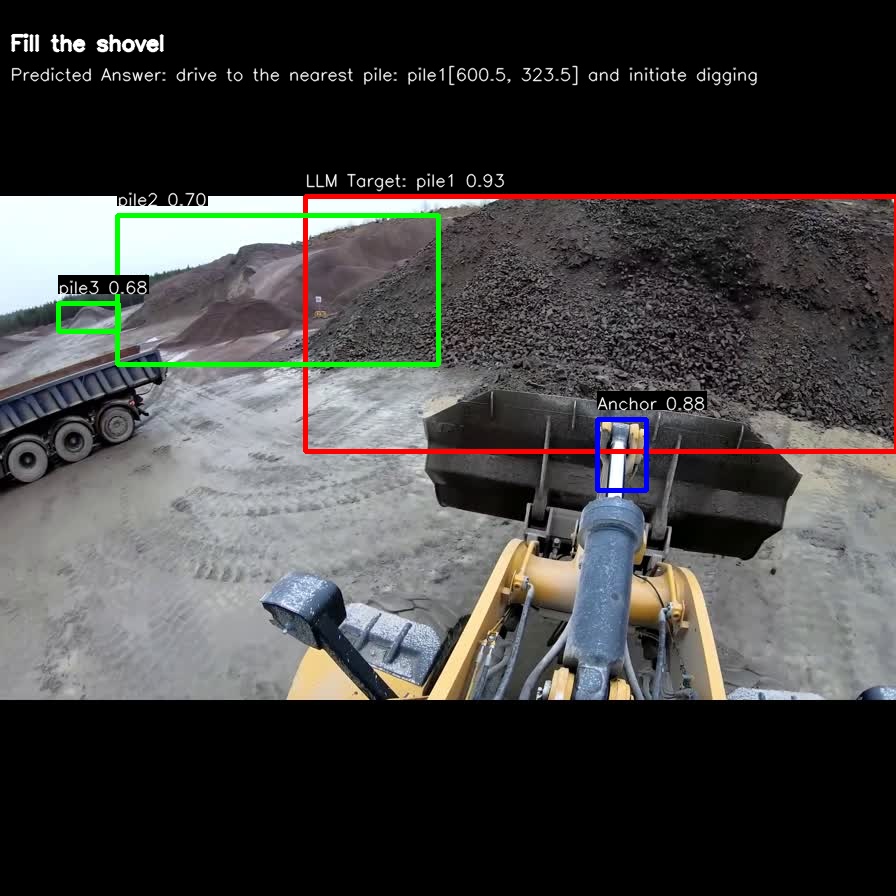 Fill the shovel
Predicted Answer: drive to the nearest pile: pile1[600.5, 323.5] and initiate digging
LLM Target: pile1 0.93
pile2 0.70
pile3 0.68
Anchor 0.88